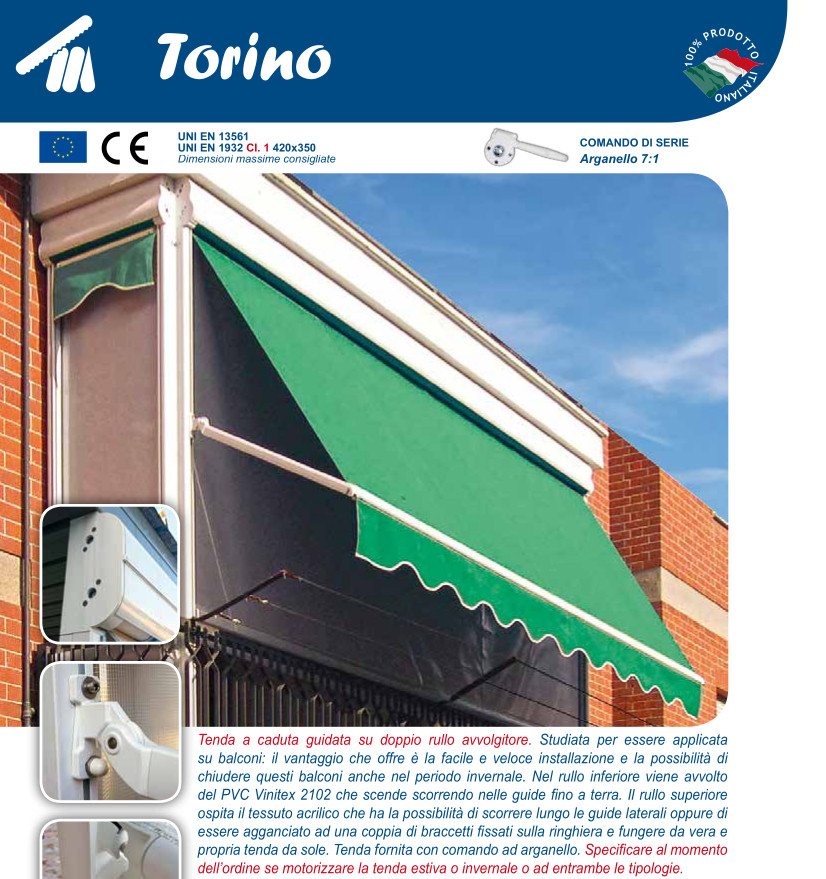 Torino
100% PRODOTTO ITALIANO
UNI EN 13561
UNI EN 1932 Cl. 1 420x350
Dimensioni massime consigliate
COMANDO DI SERIE
Arganello 7:1
Tenda a caduta guidata su doppio rullo avvolgitore. Studiata per essere applicata
su balconi: il vantaggio che offre è la facile e veloce installazione e la possibilità di
chiudere questi balconi anche nel periodo invernale. Nel rullo inferiore viene avvolto
del PVC Vinitex 2102 che scende scorrendo nelle guide fino a terra. Il rullo superiore
ospita il tessuto acrilico che ha la possibilità di scorrere lungo le guide laterali oppure di
essere agganciato ad una coppia di braccetti fissati sulla ringhiera e fungere da vera e
propria tenda da sole. Tenda fornita con comando ad arganello. Specificare al momento
dell'ordine se motorizzare la tenda estiva o invernale o ad entrambe le tipologie.